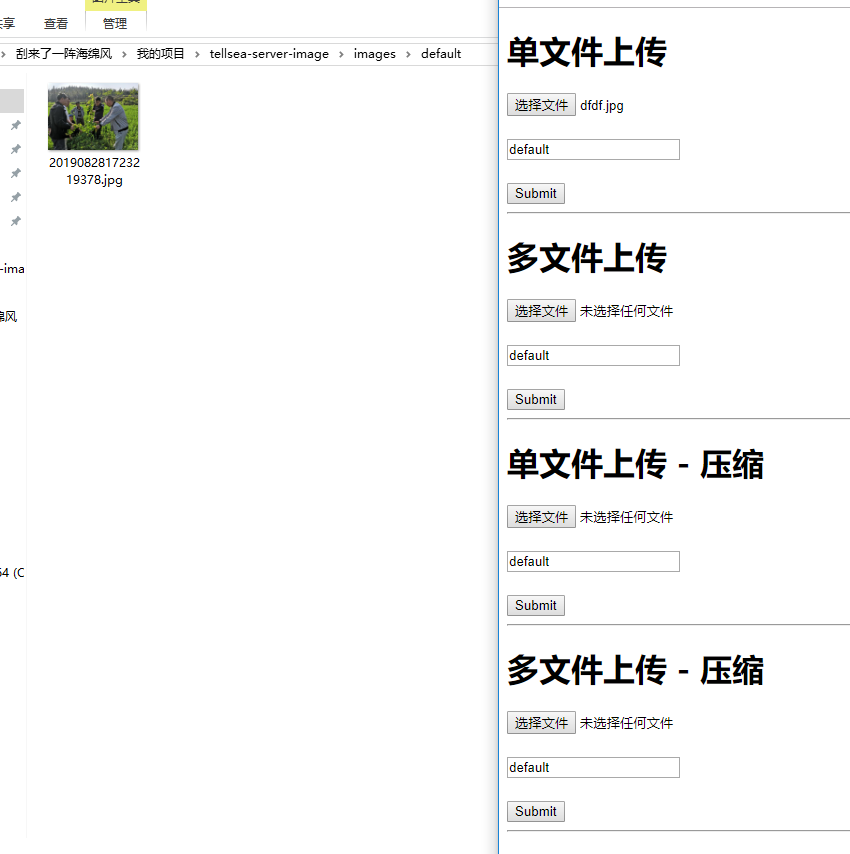 查看
管理
刮来了一阵海绵风 › 我的项目 › tellsea-server-image › images › default
2019082817232
19378.jpg
-ima
64 (C
单文件上传
选择文件 dfdf.jpg
default
Submit
多文件上传
选择文件 未选择任何文件
default
Submit
单文件上传 - 压缩
选择文件 未选择任何文件
default
Submit
多文件上传 - 压缩
选择文件 未选择任何文件
default
Submit